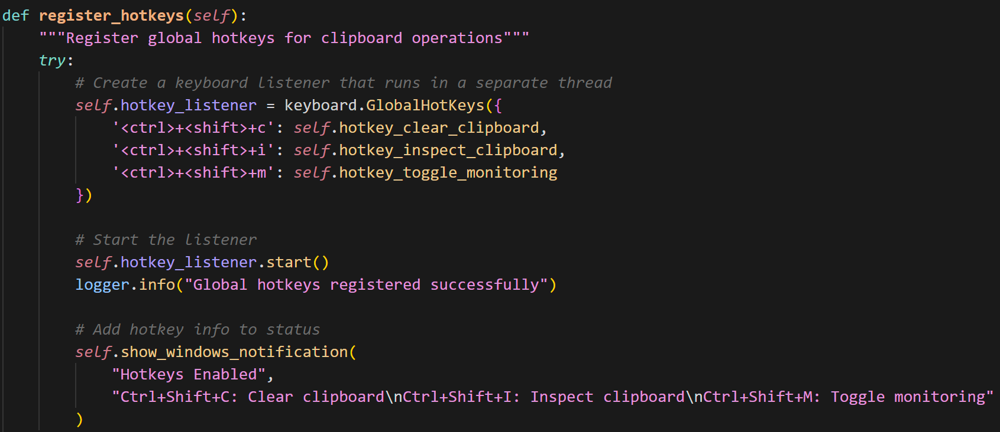 def register_hotkeys(self):
    """Register global hotkeys for clipboard operations"""
    try:
        # Create a keyboard listener that runs in a separate thread
        self.hotkey_listener = keyboard.GlobalHotKeys({
            '<ctrl>+<shift>+c': self.hotkey_clear_clipboard,
            '<ctrl>+<shift>+i': self.hotkey_inspect_clipboard,
            '<ctrl>+<shift>+m': self.hotkey_toggle_monitoring
        })

        # Start the listener
        self.hotkey_listener.start()
        logger.info("Global hotkeys registered successfully")

        # Add hotkey info to status
        self.show_windows_notification(
            "Hotkeys Enabled",
            "Ctrl+Shift+C: Clear clipboard\nCtrl+Shift+I: Inspect clipboard\nCtrl+Shift+M: Toggle monitoring"
        )